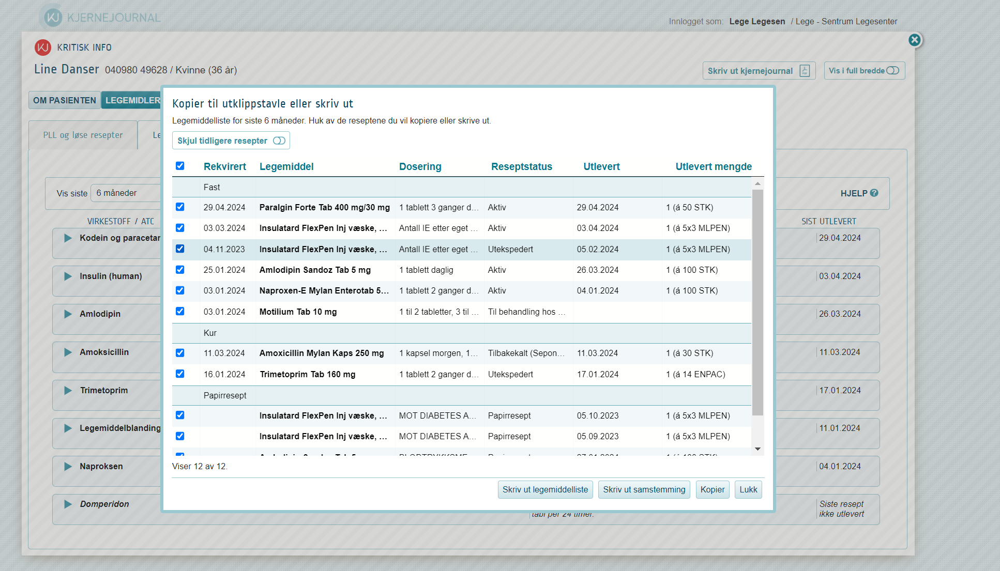 KJERNEJOURNAL
Innlogget som: Lege Legesen / Lege - Sentrum Legesenter
KRITISK INFO
Line Danser 040980 49628 / Kvinne (36 år)
Skriv ut kjernejournal
Vis i full bredde
OM PASIENTEN
LEGEMIDLER
PLL og løse resepter
Vis siste 6 måneder
HJELP
VIRKESTOFF / ATC
SIST UTLEVERT
Kodein og
29.04.2024
Insulin (human)
03.04.2024
Amlodipin
26.03.2024
Amoksicillin
11.03.2024
Trimetoprim
17.01.2024
Legemiddelblanding
11.01.2024
Naproksen
04.01.2024
Domperidon
tabl per 24 timer.
Siste resept
ikke utlevert
Kopier til utklippstavle eller skriv ut
Legemiddelliste for siste 6 måneder. Huk av de reseptene du vil kopiere eller skrive ut.
Skjul tidligere resepter
Rekvirert Legemiddel Dosering Reseptstatus Utlevert Utlevert mengde
Fast
29.04.2024 Paralgin Forte Tab 400 mg/30 mg 1 tablett 3 ganger d... Aktiv 29.04.2024 1 (á 50 STK)
03.03.2024 Insulatard FlexPen Inj væske, ... Antall IE etter eget ... Aktiv 03.04.2024 1 (á 5x3 MLPEN)
04.11.2023 Insulatard FlexPen Inj væske, ... Antall IE etter eget ... Utekspedert 05.02.2024 1 (á 5x3 MLPEN)
25.01.2024 Amlodipin Sandoz Tab 5 mg 1 tablett daglig Aktiv 26.03.2024 1 (á 100 STK)
03.01.2024 Naproxen-E Mylan Enterotab 5... 1 tablett 2 ganger d... Aktiv 04.01.2024 1 (á 100 STK)
03.01.2024 Motilium Tab 10 mg 1 til 2 tabletter, 3 til ... Til behandling hos ...
Kur
11.03.2024 Amoxicillin Mylan Kaps 250 mg 1 kapsel morgen, 1... Tilbakekalt (Sepon... 11.03.2024 1 (á 30 STK)
16.01.2024 Trimetoprim Tab 160 mg 1 tablett 2 ganger d... Utekspedert 17.01.2024 1 (á 14 ENPAC)
Papirresept
Insulatard FlexPen Inj væske, ... MOT DIABETES A... Papirresept 05.10.2023 1 (á 5x3 MLPEN)
Insulatard FlexPen Inj væske, ... MOT DIABETES A... Papirresept 05.09.2023 1 (á 5x3 MLPEN)
Viser 12 av 12.
Skriv ut legemiddelliste
Skriv ut samstemming
Kopier
Lukk